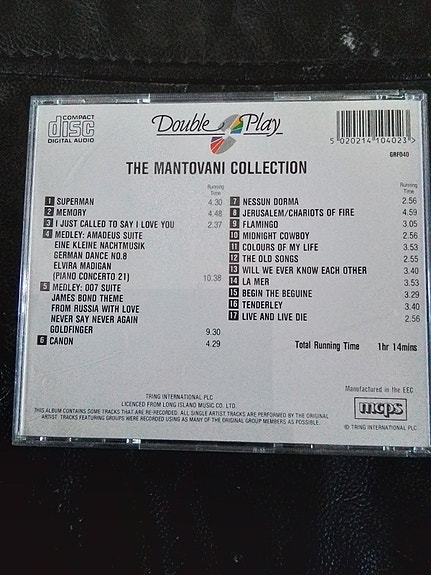 COMPACT
disc
DIGITAL AUDIO
Double Play
5 020214 104023 >
GRF040
THE MANTOVANI COLLECTION
Running
Time
1 SUPERMAN 4.30
2 MEMORY 4.48
3 I JUST CALLED TO SAY I LOVE YOU 2.37
4 MEDLEY: AMADEUS SUITE
EINE KLEINE NACHTMUSIK
GERMAN DANCE NO.8
ELVIRA MADIGAN
(PIANO CONCERTO 21) 10.38
5 MEDLEY: 007 SUITE
JAMES BOND THEME
FROM RUSSIA WITH LOVE
NEVER SAY NEVER AGAIN
GOLDFINGER 9.30
6 CANON 4.29
Running
Time
7 NESSUN DORMA 2.56
8 JERUSALEM/CHARIOTS OF FIRE 4.59
9 FLAMINGO 3.05
10 MIDNIGHT COWBOY 2.56
11 COLOURS OF MY LIFE 3.53
12 THE OLD SONGS 2.55
13 WILL WE EVER KNOW EACH OTHER 3.40
14 LA MER 3.53
15 BEGIN THE BEGUINE 3.29
16 TENDERLEY 3.40
17 LIVE AND LIVE DIE 2.56
Total Running Time 1hr 14mins
Manufactured in the EEC
mcps
© TRING INTERNATIONAL PLC
TRING INTERNATIONAL PLC
LICENCED FROM LONG ISLAND MUSIC CO. LTD.
THIS ALBUM CONTAINS SOME TRACKS THAT ARE RE-RECORDED. ALL SINGLE ARTIST TRACKS ARE PERFORMED BY THE ORIGINAL
ARTIST. TRACKS FEATURING GROUPS WERE RECORDED USING AS MANY OF THE ORIGINAL GROUP MEMBERS AS POSSIBLE.